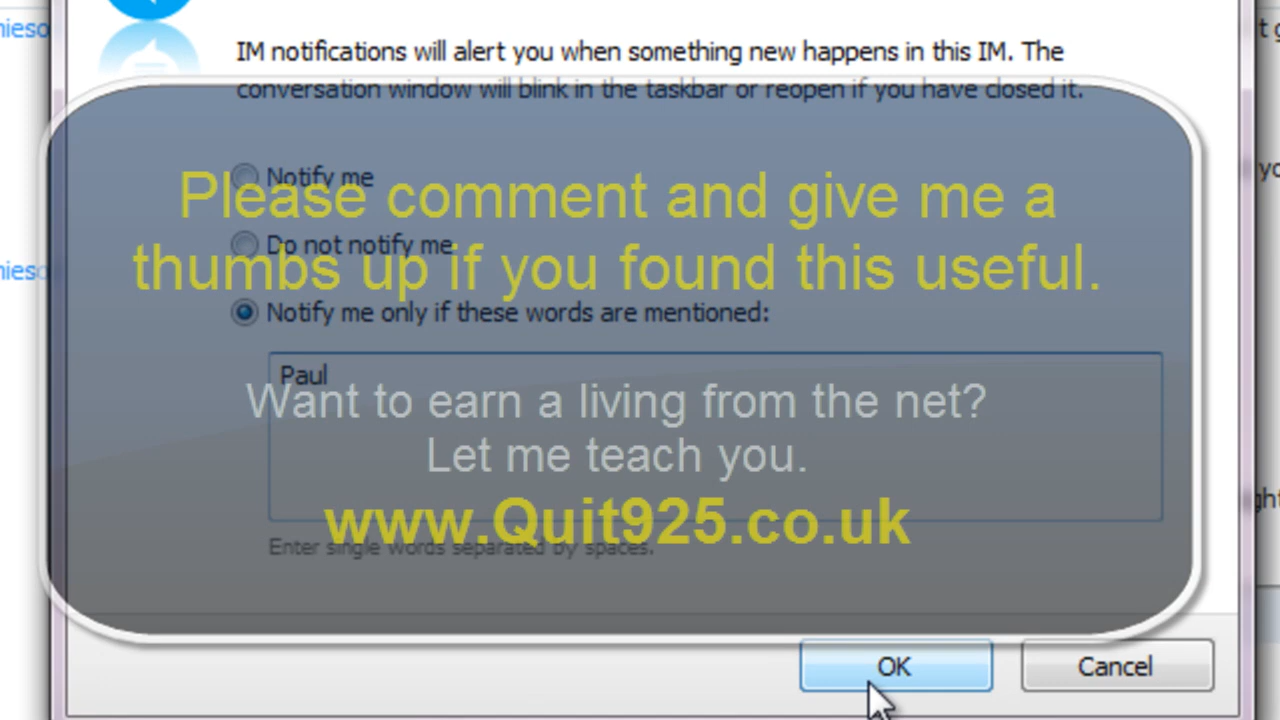 IM notifications will alert you when something new happens in this IM. The
conversation window will blink in the taskbar or reopen if you have closed it.
Notify me
Please comment and give me a
Do not notify me
thumbs up if you found this useful.
Notify me only if these words are mentioned:
Paul
Want to earn a living from the net?
Let me teach you.
www.Quit925.co.uk
Enter single words separated by spaces.
OK
Cancel